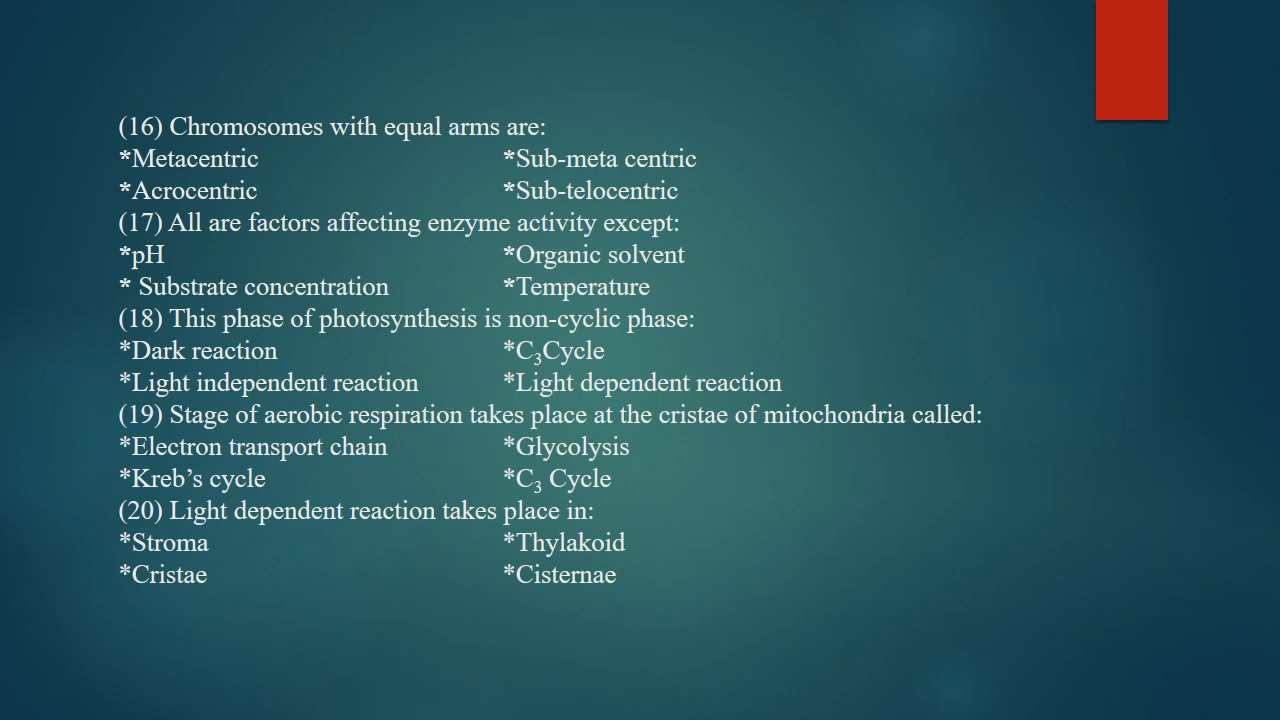 (16) Chromosomes with equal arms are:
*Metacentric *Sub-meta centric
*Acrocentric *Sub-telocentric
(17) All are factors affecting enzyme activity except:
*pH *Organic solvent
* Substrate concentration *Temperature
(18) This phase of photosynthesis is non-cyclic phase:
*Dark reaction *C₃Cycle
*Light independent reaction *Light dependent reaction
(19) Stage of aerobic respiration takes place at the cristae of mitochondria called:
*Electron transport chain *Glycolysis
*Kreb’s cycle *C₃ Cycle
(20) Light dependent reaction takes place in:
*Stroma *Thylakoid
*Cristae *Cisternae